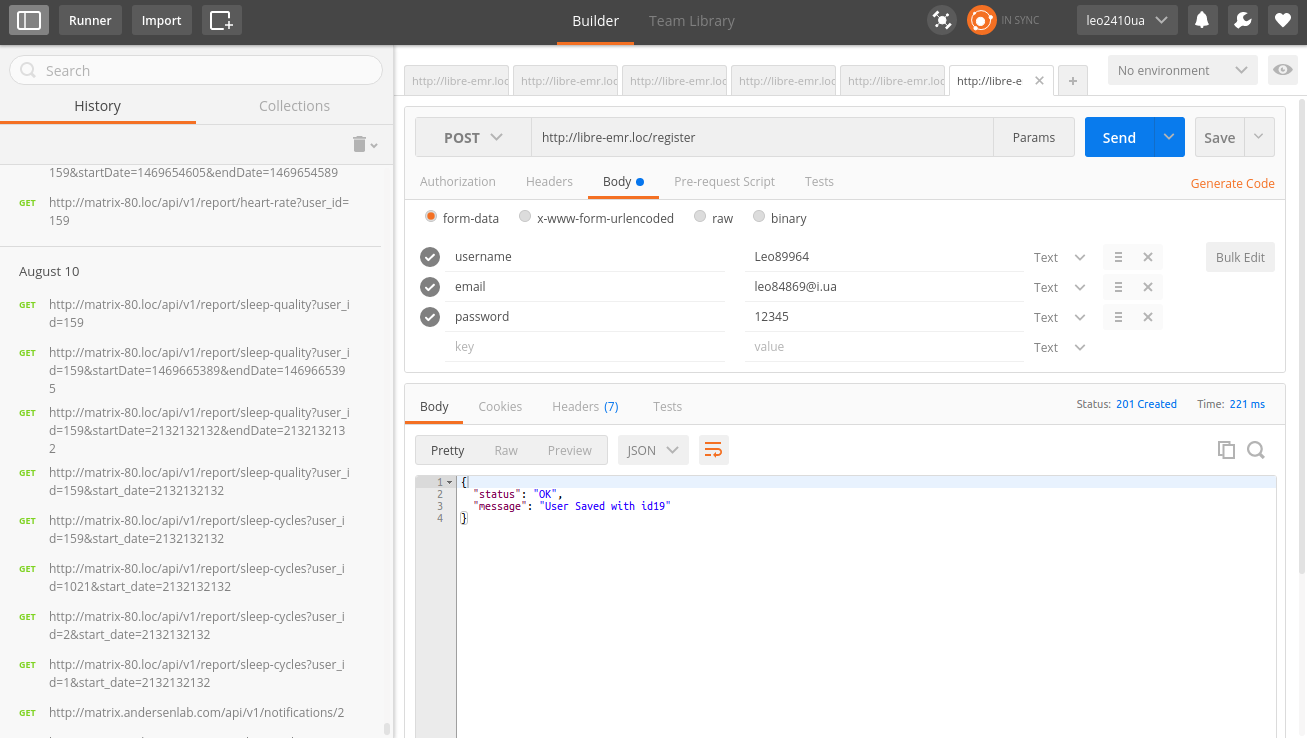 Runner
Import
Builder
Team Library
IN SYNC
leo2410ua
Search
History
Collections
159&startDate=1469654605&endDate=1469654589
GET http://matrix-80.loc/api/v1/report/heart-rate?user_id=
159
August 10
GET http://matrix-80.loc/api/v1/report/sleep-quality?user_i
d=159
GET http://matrix-80.loc/api/v1/report/sleep-quality?user_i
d=159&startDate=1469665389&endDate=146966539
5
GET http://matrix-80.loc/api/v1/report/sleep-quality?user_i
d=159&startDate=2132132132&endDate=213213213
2
GET http://matrix-80.loc/api/v1/report/sleep-quality?user_i
d=159&start_date=2132132132
GET http://matrix-80.loc/api/v1/report/sleep-cycles?user_i
d=159&start_date=2132132132
GET http://matrix-80.loc/api/v1/report/sleep-cycles?user_i
d=1021&start_date=2132132132
GET http://matrix-80.loc/api/v1/report/sleep-cycles?user_i
d=2&start_date=2132132132
GET http://matrix-80.loc/api/v1/report/sleep-cycles?user_i
d=1&start_date=2132132132
GET http://matrix.andersenlab.com/api/v1/notifications/2
http://libre-emr.loc
http://libre-emr.loc
http://libre-emr.loc
http://libre-emr.loc
http://libre-emr.loc
http://libre-e
+
No environment
POST
http://libre-emr.loc/register
Params
Send
Save
Authorization
Headers
Body
Pre-request Script
Tests
Generate Code
form-data
x-www-form-urlencoded
raw
binary
username Leo89964 Text
Bulk Edit
email leo84869@i.ua Text
password 12345 Text
key value Text
Body
Cookies
Headers (7)
Tests
Status: 201 Created
Time: 221 ms
Pretty
Raw
Preview
JSON
1 {
2 "status": "OK",
3 "message": "User Saved with id19"
4 }